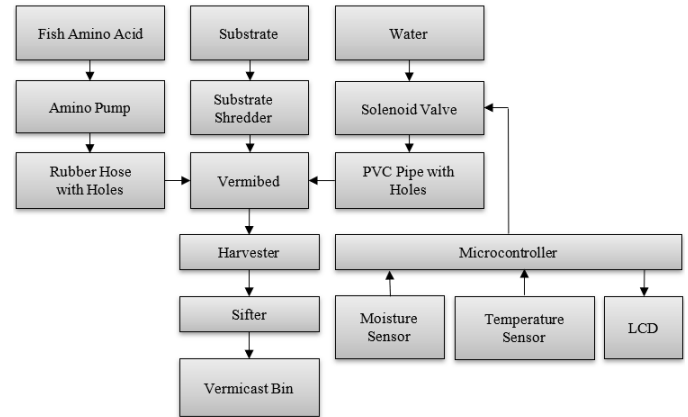 Fish Amino Acid
Substrate
Water
Amino Pump
Substrate
Shredder
Solenoid Valve
Rubber Hose
with Holes
Vermibed
PVC Pipe with
Holes
Harvester
Microcontroller
Sifter
Moisture
Sensor
Temperature
Sensor
LCD
Vermicast Bin